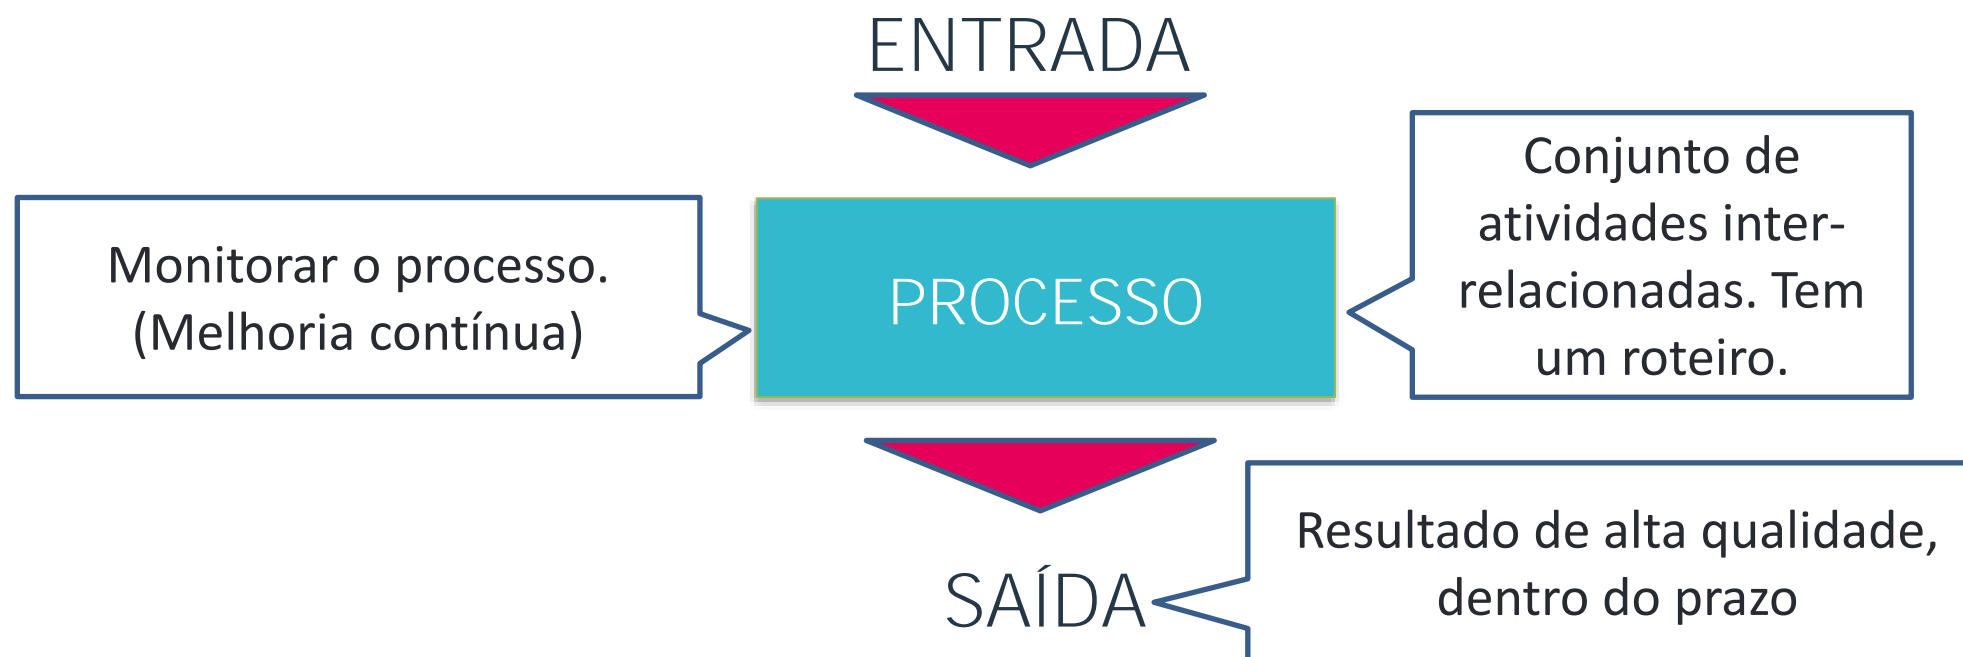 ENTRADA
Conjunto de
atividades inter-
relacionadas. Tem
um roteiro.
Monitorar o processo.
(Melhoria contínua)
PROCESSO
Resultado de alta qualidade,
dentro do prazo
SAÍDA